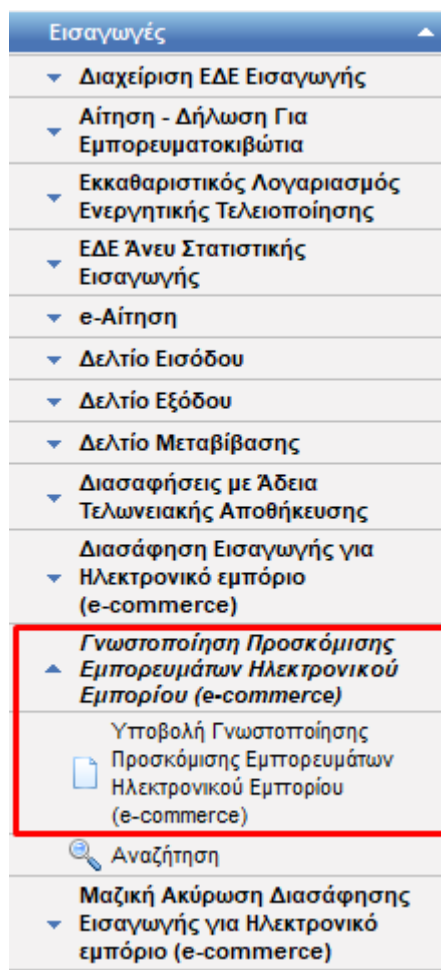 Εισαγωγές
Διαχείριση ΕΔΕ Εισαγωγής
Αίτηση - Δήλωση Για
Εμπορευματοκιβώτια
Εκκαθαριστικός Λογαριασμός
Ενεργητικής Τελειοποίησης
ΕΔΕ Άνευ Στατιστικής
Εισαγωγής
e-Αίτηση
Δελτίο Εισόδου
Δελτίο Εξόδου
Δελτίο Μεταβίβασης
Διασαφήσεις με Άδεια
Τελωνειακής Αποθήκευσης
Διασάφηση Εισαγωγής για
Ηλεκτρονικό εμπόριο
(e-commerce)
Γνωστοποίηση Προσκόμισης
Εμπορευμάτων Ηλεκτρονικού
Εμπορίου (e-commerce)
Υποβολή Γνωστοποίησης
Προσκόμισης Εμπορευμάτων
Ηλεκτρονικού Εμπορίου
(e-commerce)
Αναζήτηση
Μαζική Ακύρωση Διασάφησης
Εισαγωγής για Ηλεκτρονικό
εμπόριο (e-commerce)